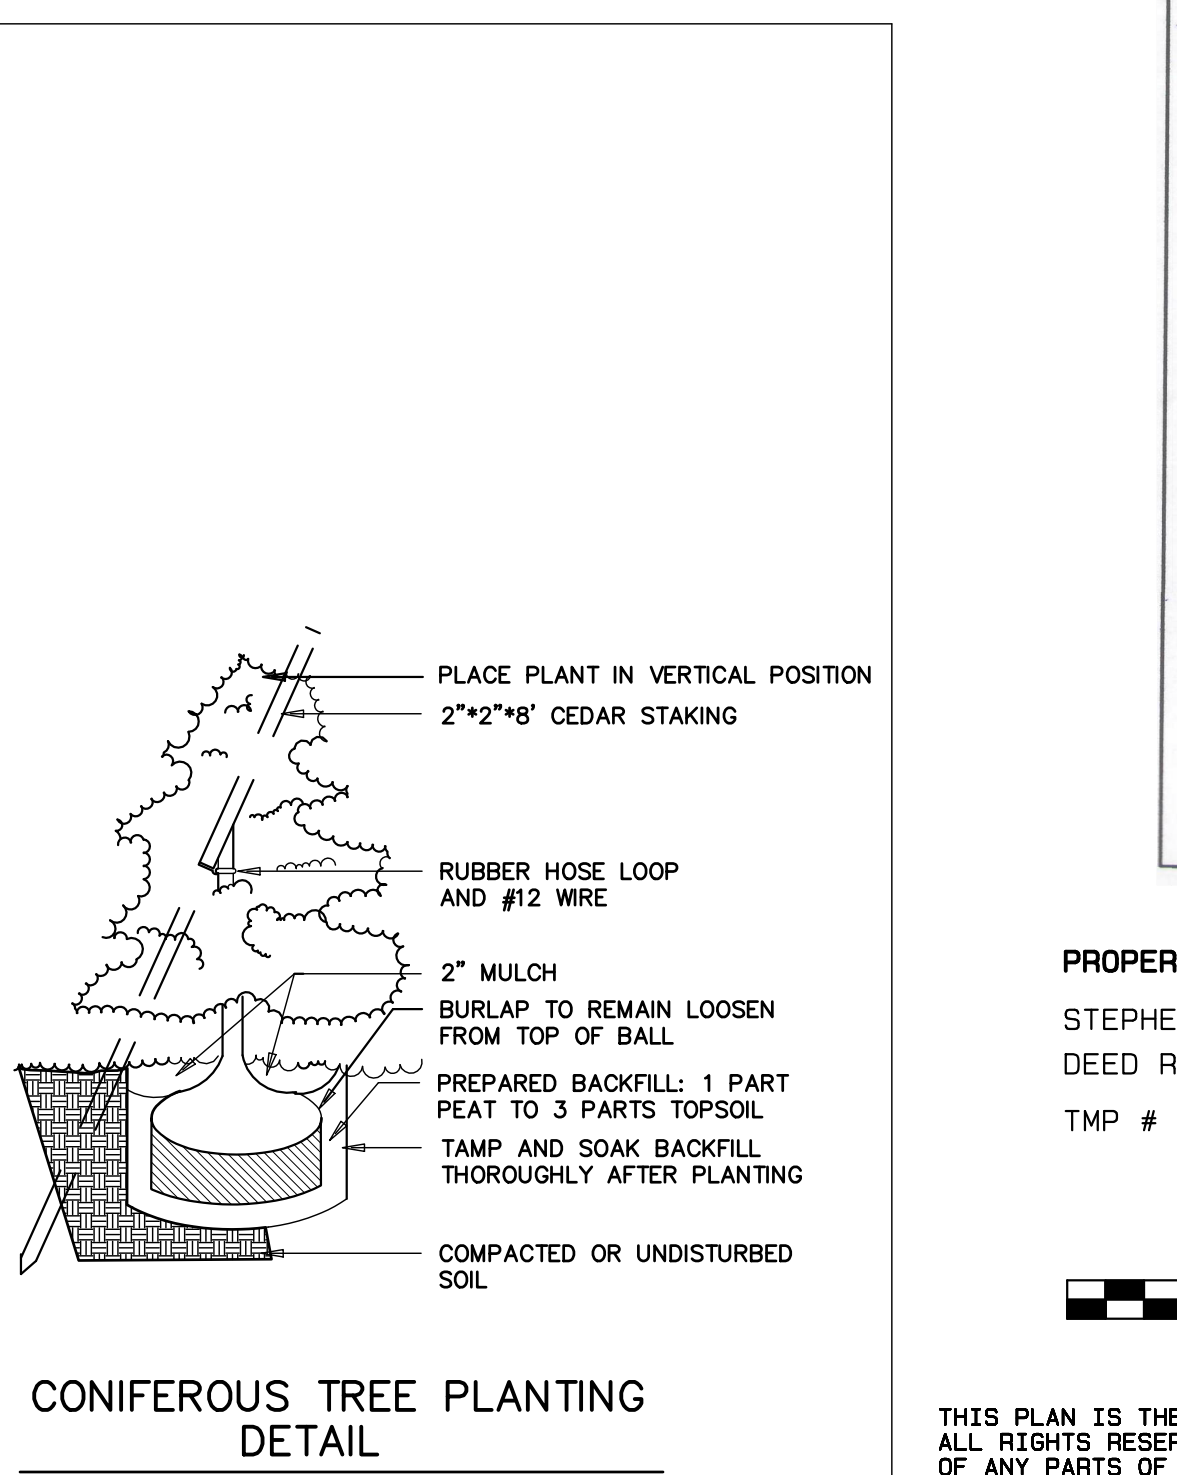 PLACE PLANT IN VERTICAL POSITION
2"*2"*8' CEDAR STAKING
RUBBER HOSE LOOP
AND #12 WIRE
2" MULCH
BURLAP TO REMAIN LOOSEN
FROM TOP OF BALL
PREPARED BACKFILL: 1 PART
PEAT TO 3 PARTS TOPSOIL
TAMP AND SOAK BACKFILL
THOROUGHLY AFTER PLANTING
COMPACTED OR UNDISTURBED
SOIL
CONIFEROUS TREE PLANTING
DETAIL
PROPER
STEPHE
DEED R
TMP #
THIS PLAN IS THE
ALL RIGHTS RESER
OF ANY PARTS OF